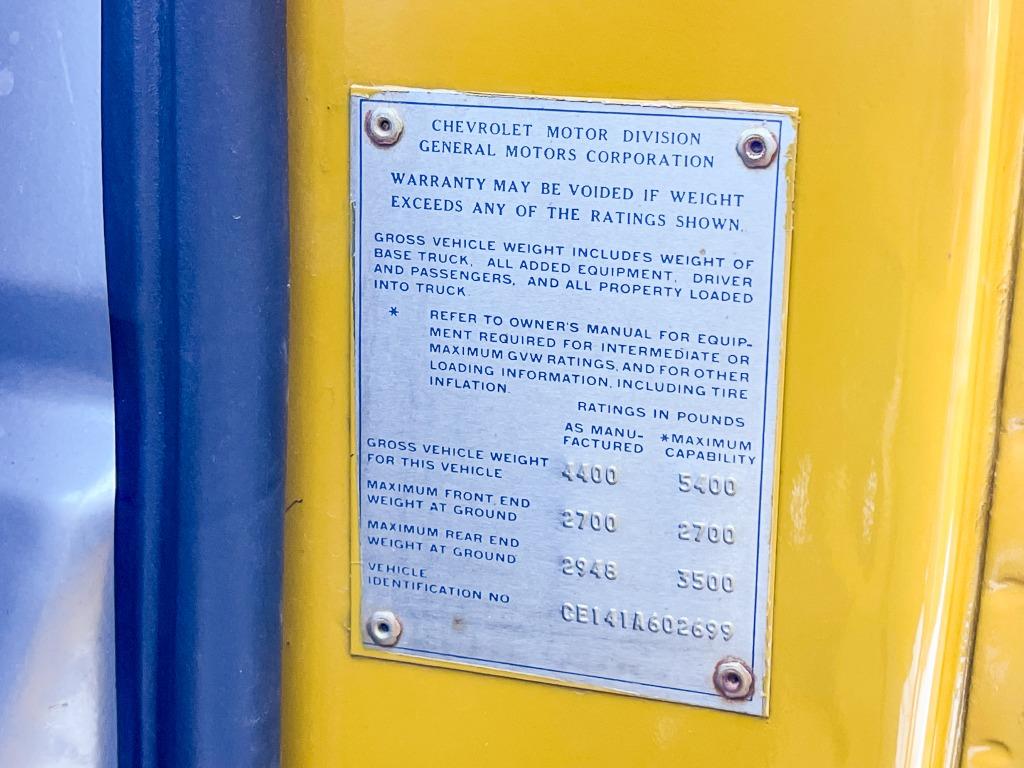 CHEVROLET MOTOR DIVISION
GENERAL MOTORS CORPORATION
WARRANTY MAY BE VOIDED IF WEIGHT
EXCEEDS ANY OF THE RATINGS SHOWN.
GROSS VEHICLE WEIGHT INCLUDES WEIGHT OF
BASE TRUCK, ALL ADDED EQUIPMENT, DRIVER
AND PASSENGERS, AND ALL PROPERTY LOADED
INTO TRUCK.
* REFER TO OWNER'S MANUAL FOR EQUIP-
MENT REQUIRED FOR INTERMEDIATE OR
MAXIMUM GVW RATINGS, AND FOR OTHER
LOADING INFORMATION, INCLUDING TIRE
INFLATION.
RATINGS IN POUNDS
AS MANU- *MAXIMUM
FACTURED CAPABILITY
GROSS VEHICLE WEIGHT
FOR THIS VEHICLE 4400 5400
MAXIMUM FRONT END
WEIGHT AT GROUND 2700 2700
MAXIMUM REAR END
WEIGHT AT GROUND 2948 3500
VEHICLE
IDENTIFICATION NO CE141A602699